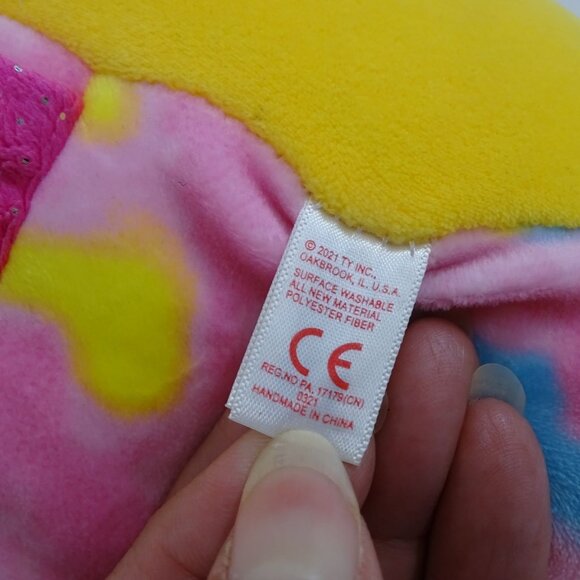 © 2021 TY INC.,
OAKBROOK, IL. U.S.A.
SURFACE WASHABLE
ALL NEW MATERIAL
POLYESTER FIBER
CE
REG.NO PA. 17179(CN)
0321
HANDMADE IN CHINA